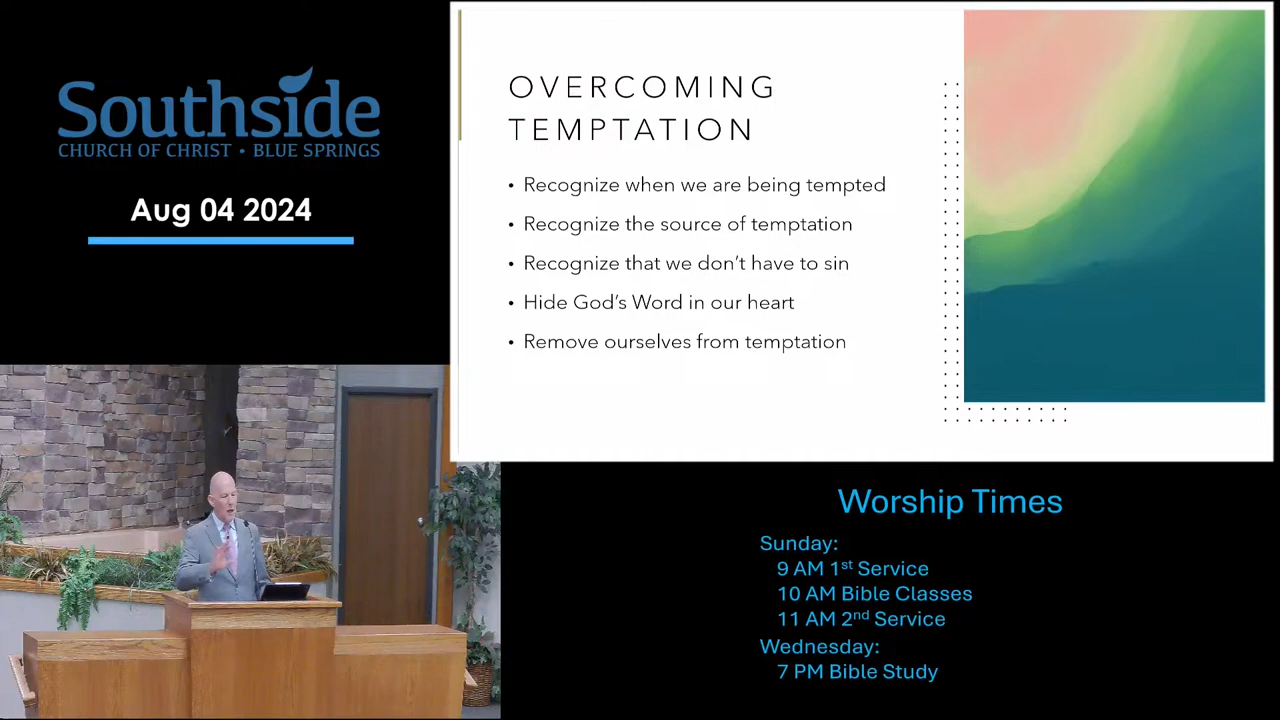 Southside
CHURCH OF CHRIST • BLUE SPRINGS
Aug 04 2024
OVERCOMING
TEMPTATION
• Recognize when we are being tempted
• Recognize the source of temptation
• Recognize that we don't have to sin
• Hide God's Word in our heart
• Remove ourselves from temptation
Worship Times
Sunday:
9 AM 1st Service
10 AM Bible Classes
11 AM 2nd Service
Wednesday:
7 PM Bible Study